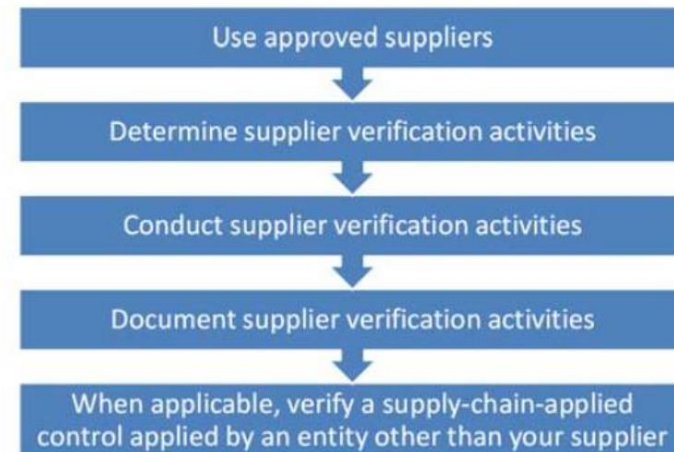 Use approved suppliers
Determine supplier verification activities
Conduct supplier verification activities
Document supplier verification activities
When applicable, verify a supply-chain-applied
control applied by an entity other than your supplier